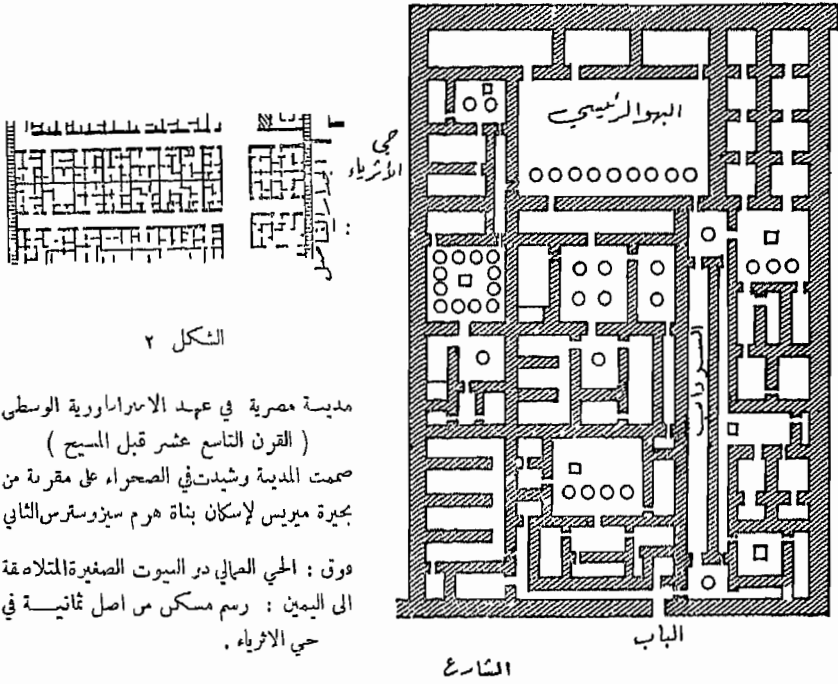 البهو الرئيسي
حي
الأثرياء
السرداب
الباب
الشارع
الشكل ٢
مدينة مصرية في عهد الامبراطورية الوسطى
( القرن التاسع عشر قبل المسيح )
صممت المدينة وشيدت في الصحراء على مقربة من
بحيرة ميريس لإسكان بناة هرم سيزوستريس الثاني
فوق : الحي العمالي ذو البيوت الصغيرة المتلاصقة
الى اليمين : رسم مسكن من اصل ثمانية في
حي الاثرياء .